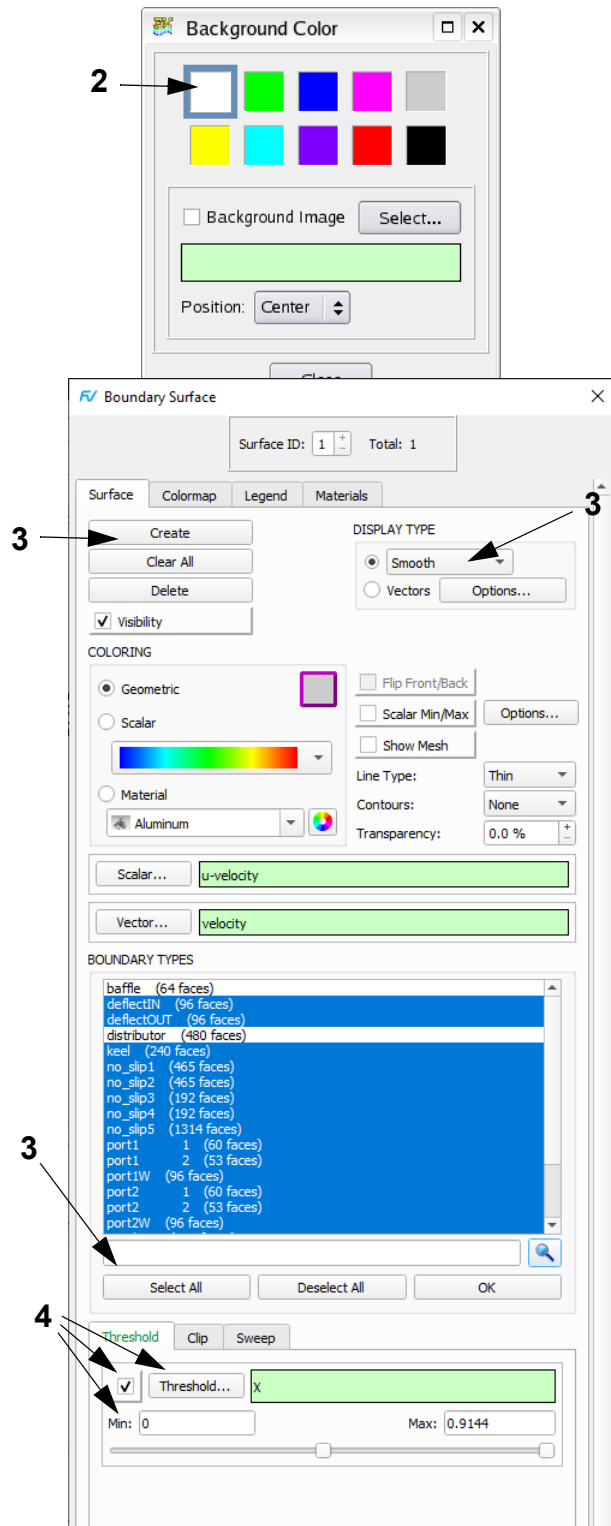 Background Color
2
Background Image Select...
Position: Center
Close
FV Boundary Surface
Surface ID: 1 Total: 1
Surface Colormap Legend Materials
3
3
Create
DISPLAY TYPE
Clear All
Smooth
Delete
Vectors Options...
Visibility
COLORING
Geometric
Flip Front/Back
Scalar
Scalar Min/Max Options...
Show Mesh
Line Type: Thin
Material
Contours: None
Aluminum
Transparency: 0.0 %
Scalar... u-velocity
Vector... velocity
BOUNDARY TYPES
baffle (64 faces)
deflectIN (96 faces)
deflectOUT (96 faces)
distributor (480 faces)
keel (240 faces)
no_slip1 (465 faces)
no_slip2 (465 faces)
no_slip3 (192 faces)
no_slip4 (192 faces)
no_slip5 (1314 faces)
port1 1 (60 faces)
port1 2 (53 faces)
port1W (96 faces)
port2 1 (60 faces)
port2 2 (53 faces)
port2W (96 faces)
3
Select All Deselect All OK
4
Threshold Clip Sweep
Threshold... X
Min: 0 Max: 0.9144